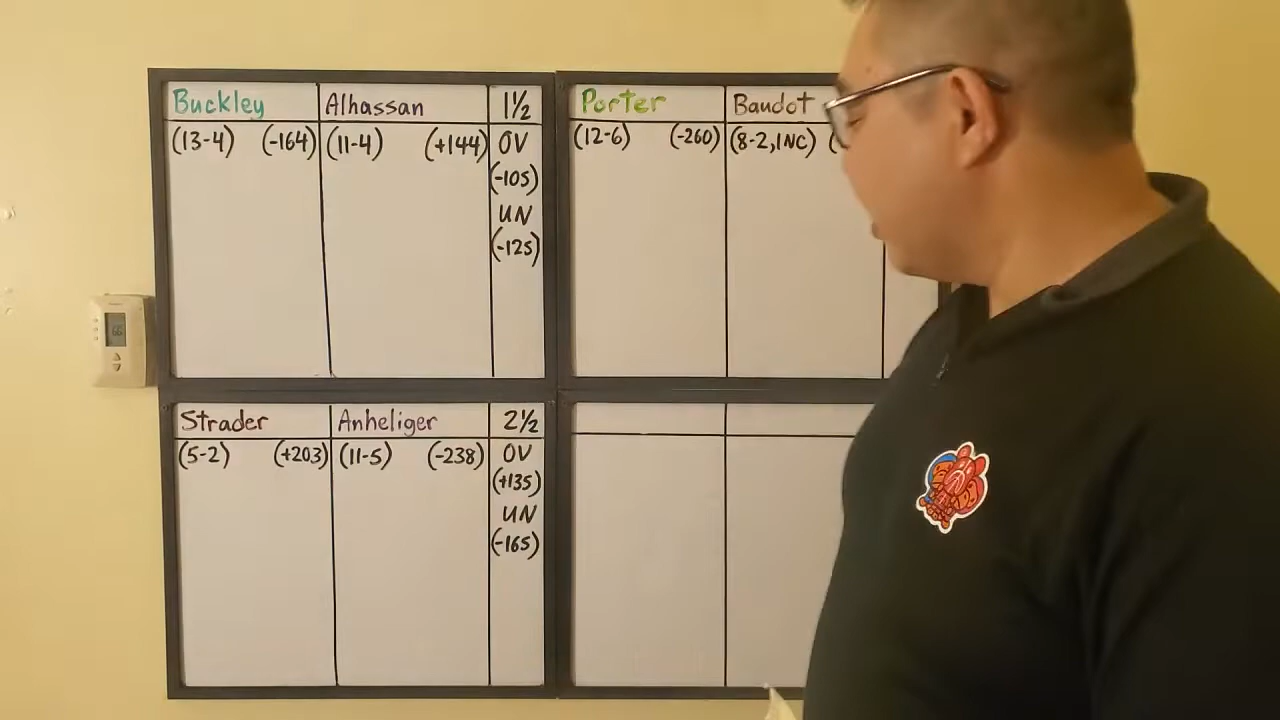 Buckley Alhassan 1½
(13-4) (-164) (11-4) (+144) OV
(-105)
UN
(-125)
Porter Baudot
(12-6) (-260) (8-2,1NC) (
Strader Anheliger 2½
(5-2) (+203) (11-5) (-238) OV
(+135)
UN
(-165)
66